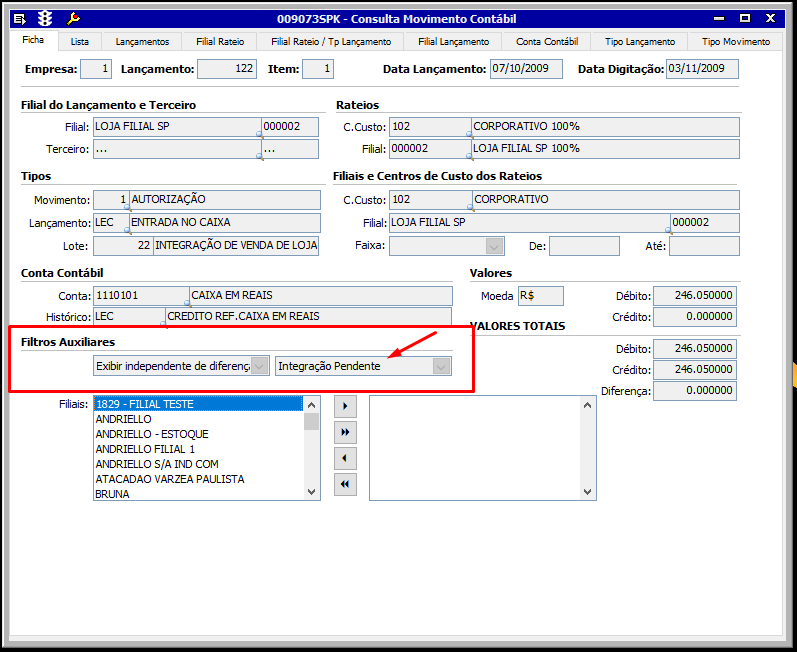 009073SPK - Consulta Movimento Contábil
Ficha Lista Lançamentos Filial Rateio Filial Rateio / Tp Lançamento Filial Lançamento Conta Contábil Tipo Lançamento Tipo Movimento
Empresa: 1 Lançamento: 122 Item: 1 Data Lançamento: 07/10/2009 Data Digitação: 03/11/2009
Filial do Lançamento e Terceiro
Filial: LOJA FILIAL SP 000002
Terceiro: ... ...
Rateios
C.Custo: 102 CORPORATIVO 100%
Filial: 000002 LOJA FILIAL SP 100%
Tipos
Movimento: 1 AUTORIZAÇÃO
Lançamento: LEC ENTRADA NO CAIXA
Lote: 22 INTEGRAÇÃO DE VENDA DE LOJA
Filiais e Centros de Custo dos Rateios
C.Custo: 102 CORPORATIVO
Filial: LOJA FILIAL SP 000002
Faixa: De: Até:
Conta Contábil
Conta: 1110101 CAIXA EM REAIS
Histórico: LEC CREDITO REF.CAIXA EM REAIS
Valores
Moeda R$ Débito: 246.050000
Crédito: 0.000000
VALORES TOTAIS
Débito: 246.050000
Crédito: 246.050000
Diferença: 0.000000
Filtros Auxiliares
Exibir independente de diferença Integração Pendente
Filiais: 1829 - FILIAL TESTE
ANDRIELLO
ANDRIELLO - ESTOQUE
ANDRIELLO FILIAL 1
ANDRIELLO S/A IND COM
ATACADAO VARZEA PAULISTA
BRUNA